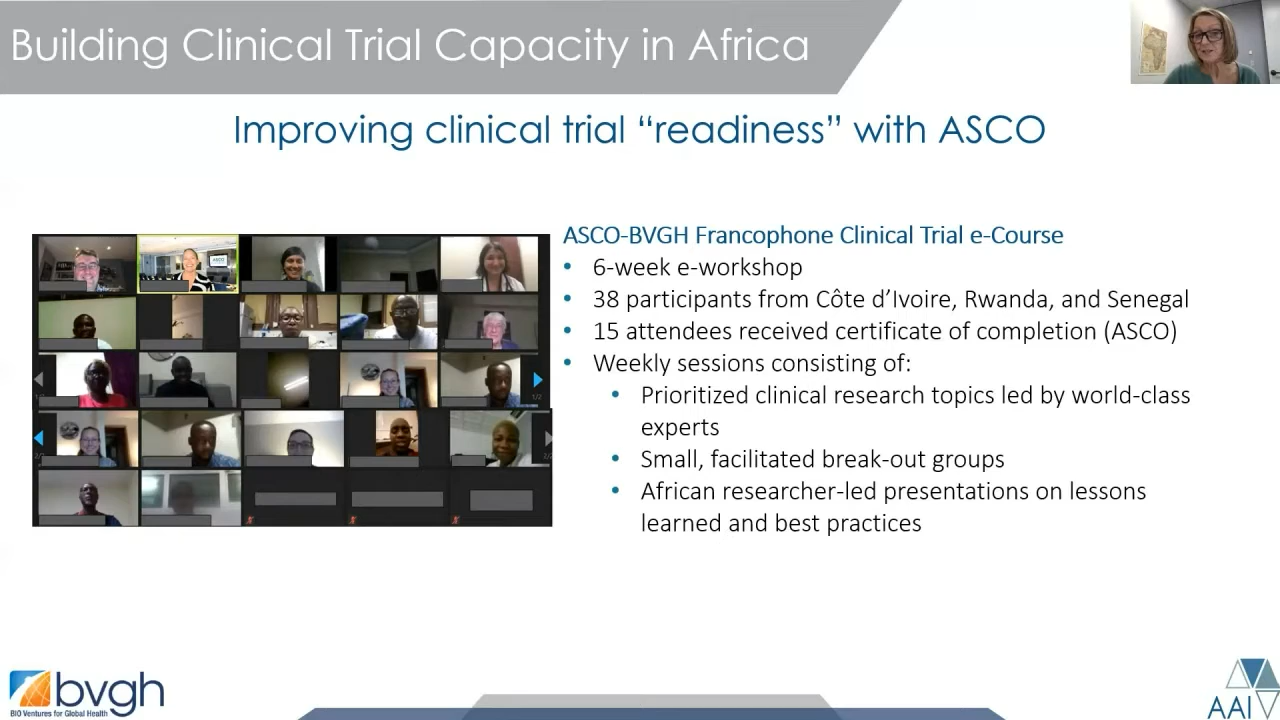 Building Clinical Trial Capacity in Africa
Improving clinical trial “readiness” with ASCO
ASCO-BVGH Francophone Clinical Trial e-Course
• 6-week e-workshop
• 38 participants from Côte d’Ivoire, Rwanda, and Senegal
• 15 attendees received certificate of completion (ASCO)
• Weekly sessions consisting of:
• Prioritized clinical research topics led by world-class
experts
• Small, facilitated break-out groups
• African researcher-led presentations on lessons
learned and best practices
ASCO
1/2
bvgh
BIO Ventures for Global Health
AAI